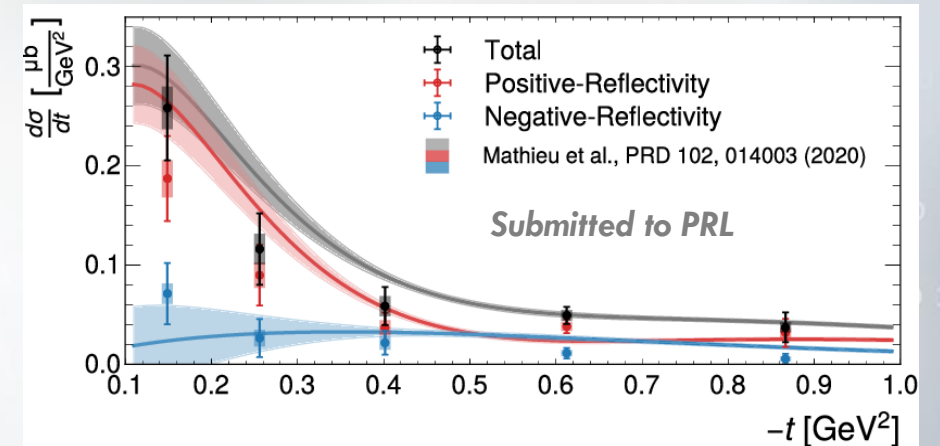 dσ/dt [μb/GeV²]
0.3
0.2
0.1
0.0
Total
Positive-Reflectivity
Negative-Reflectivity
Mathieu et al., PRD 102, 014003 (2020)
Submitted to PRL
0.1 0.2 0.3 0.4 0.5 0.6 0.7 0.8 0.9 1.0
−t [GeV²]